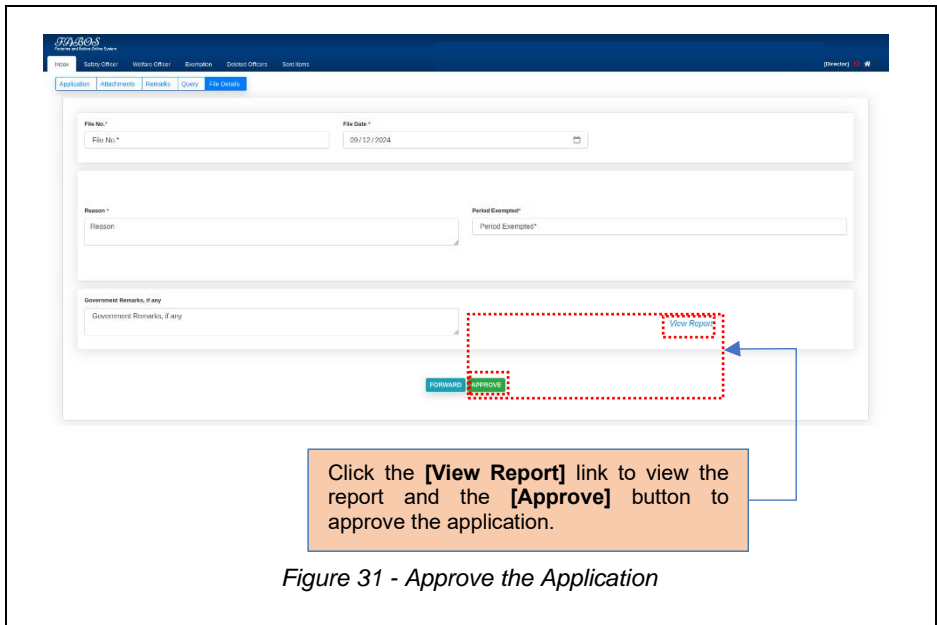 FABOS
Factories and Boilers Online System
Inbox Safety Officer Welfare Officer Exemption Deleted Officers Sent Items [Director]
Application Attachments Remarks Query File Details
File No.* File Date *
File No.* 09/12/2024
Reason * Period Exempted*
Reason Period Exempted*
Government Remarks, if any
Government Remarks, if any View Report
FORWARD APPROVE
Click the [View Report] link to view the
report and the [Approve] button to
approve the application.
Figure 31 - Approve the Application